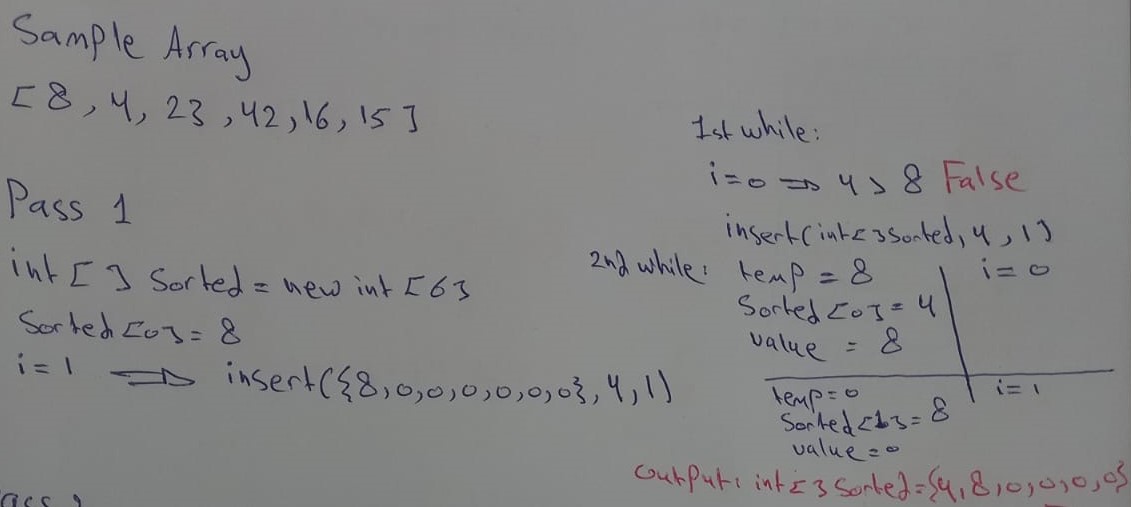 Sample Array
[8, 4, 23, 42, 16, 15]
Pass 1
int [ ] Sorted = new int [6]
Sorted [0] = 8
i = 1 ⟹ insert({8,0,0,0,0,0,0}, 4, 1)
1st while:
i=0 ⟹ 4 > 8 False
insert(int[] Sorted, 4, 1)
2nd while:
temp = 8
i = 0
Sorted [0] = 4
value = 8
temp = 0
i = 1
Sorted [1] = 8
value = 0
output: int[] Sorted={4,8,0,0,0,0}